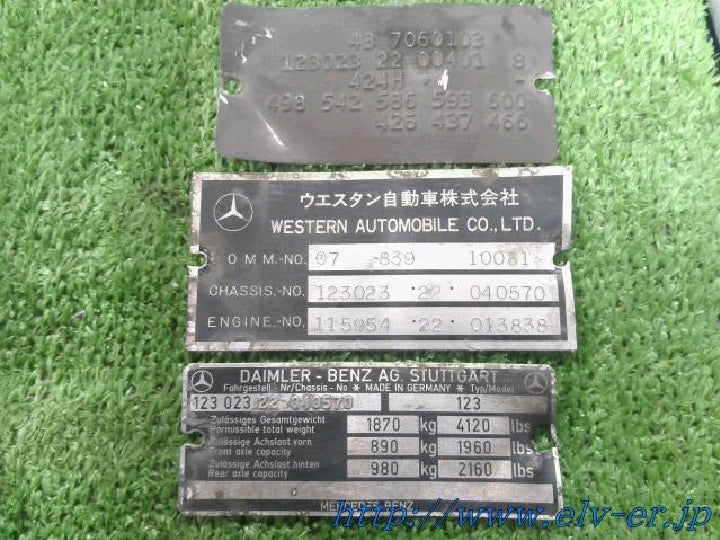 48 7060103
123023 22 00401 8
424H
498 542 586 593 600
426 437 466
ウエスタン自動車株式会社
WESTERN AUTOMOBILE CO.,LTD.
O M M.-NO. 07 -839 10081
CHASSIS.-NO. 123023 ·22· 040570
ENGINE.-NO. 115954 ·22· 013838
DAIMLER - BENZ AG. STUTTGART
Fahrgestell - Nr/Chassis - No * MADE IN GERMANY * Typ/Model
123 023 22 123
Zulässiges Gesamtgewicht
Permissible total weight 1870 kg 4120 lbs
Zulässige Achslast.vorn
Front axle capacity 890 kg 1960 lbs
Zulässige Achslast.hinten
Rear axle capacity 980 kg 2160 lbs
MERCEDES-BENZ
http://www.elv-er.jp